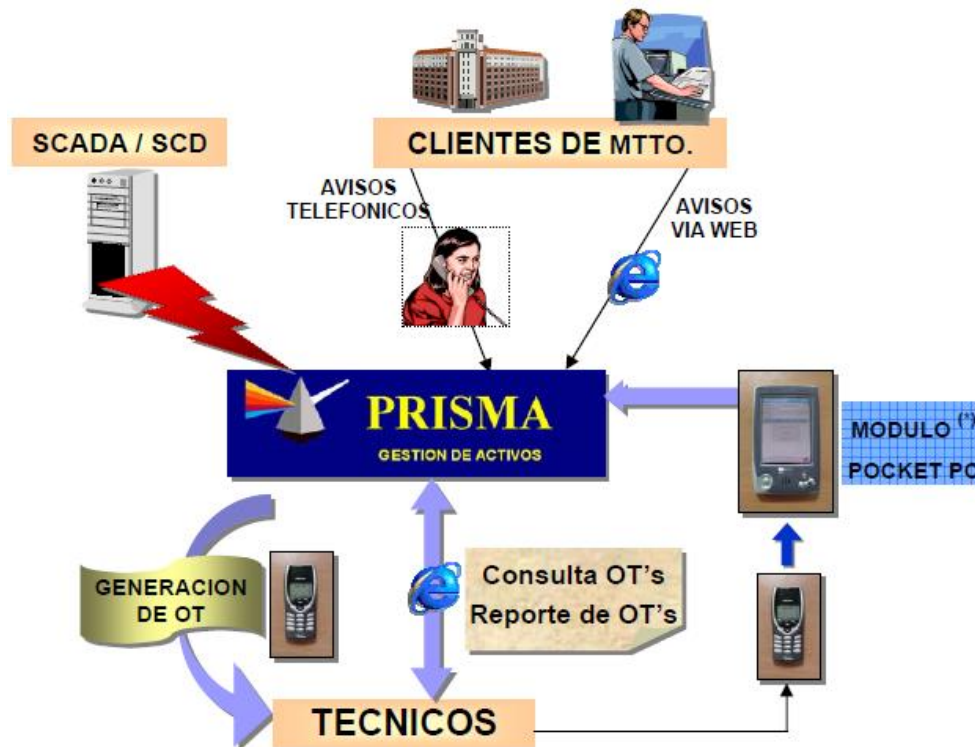 SCADA / SCD
CLIENTES DE MTTO.
AVISOS
TELEFONICOS
AVISOS
VIA WEB
PRISMA
GESTION DE ACTIVOS
MODULO (*)
POCKET PC
GENERACION
DE OT
Consulta OT's
Reporte de OT's
TECNICOS